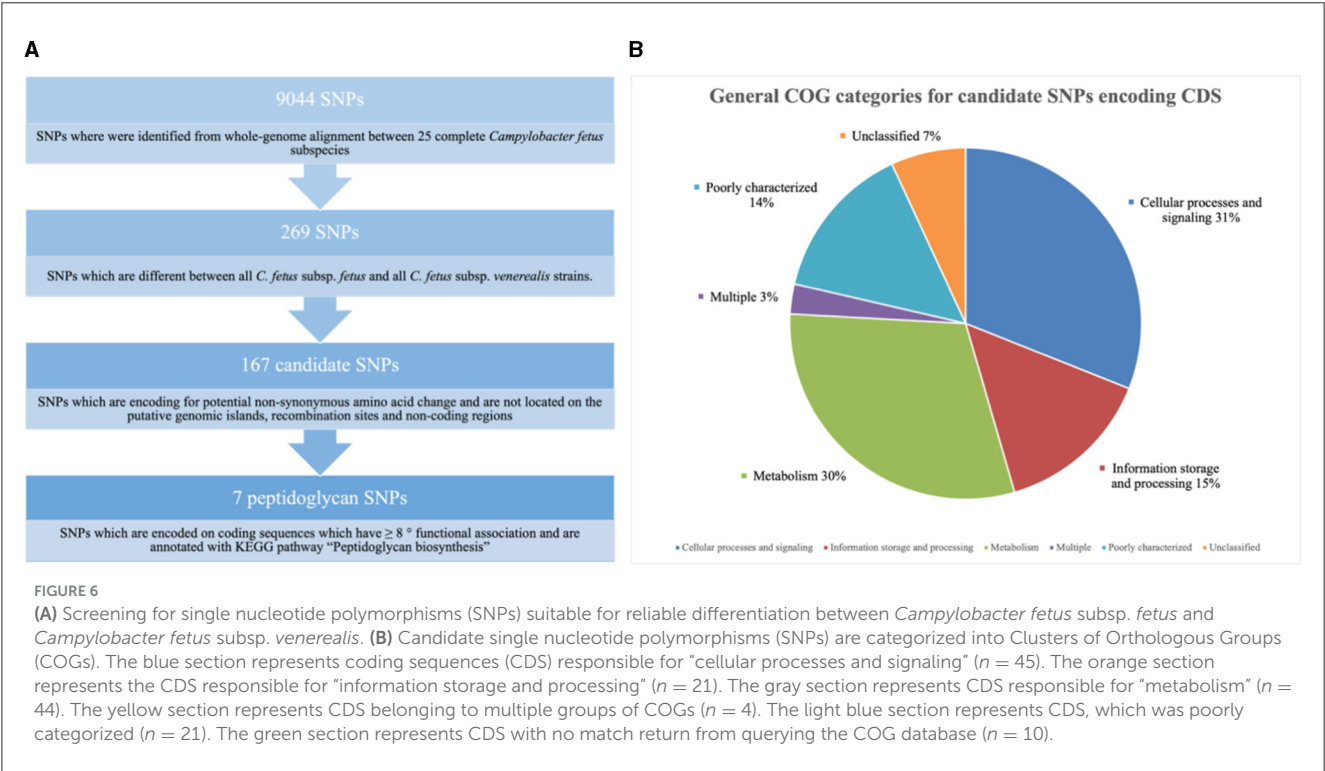 A
9044 SNPs
SNPs where were identified from whole-genome alignment between 25 complete Campylobacter fetus
subspecies
269 SNPs
SNPs which are different between all C. fetus subsp. fetus and all C. fetus subsp. venerealis strains.
167 candidate SNPs
SNPs which are encoding for potential non-synonymous amino acid change and are not located on the
putative genomic islands, recombination sites and non-coding regions
7 peptidoglycan SNPs
SNPs which are encoded on coding sequences which have ≥ 8 ° functional association and are
annotated with KEGG pathway “Peptidoglycan biosynthesis”
B
General COG categories for candidate SNPs encoding CDS
Unclassified 7%
Poorly characterized
14%
Cellular processes and
signaling 31%
Multiple 3%
Metabolism 30%
Information storage
and processing 15%
Cellular processes and signaling Information storage and processing Metabolism Multiple Poorly characterized Unclassified
FIGURE 6
(A) Screening for single nucleotide polymorphisms (SNPs) suitable for reliable differentiation between Campylobacter fetus subsp. fetus and
Campylobacter fetus subsp. venerealis. (B) Candidate single nucleotide polymorphisms (SNPs) are categorized into Clusters of Orthologous Groups
(COGs). The blue section represents coding sequences (CDS) responsible for “cellular processes and signaling” (n = 45). The orange section
represents the CDS responsible for “information storage and processing” (n = 21). The gray section represents CDS responsible for “metabolism“ (n =
44). The yellow section represents CDS belonging to multiple groups of COGs (n = 4). The light blue section represents CDS, which was poorly
categorized (n = 21). The green section represents CDS with no match return from querying the COG database (n = 10).